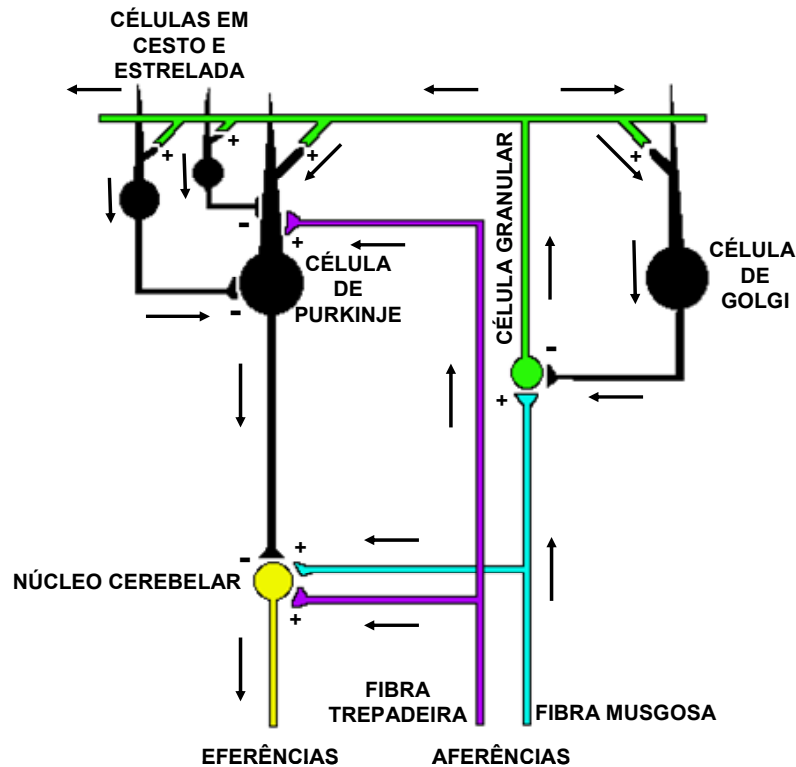 CÉLULAS EM
CESTO E
ESTRELADA
+
+
+
+
CÉLULA GRANULAR
-
+
-
CÉLULA
DE
PURKINJE
CÉLULA
DE
GOLGI
-
+
-
+
NÚCLEO CEREBELAR
+
FIBRA
TREPADEIRA
FIBRA MUSGOSA
EFERÊNCIAS
AFERÊNCIAS